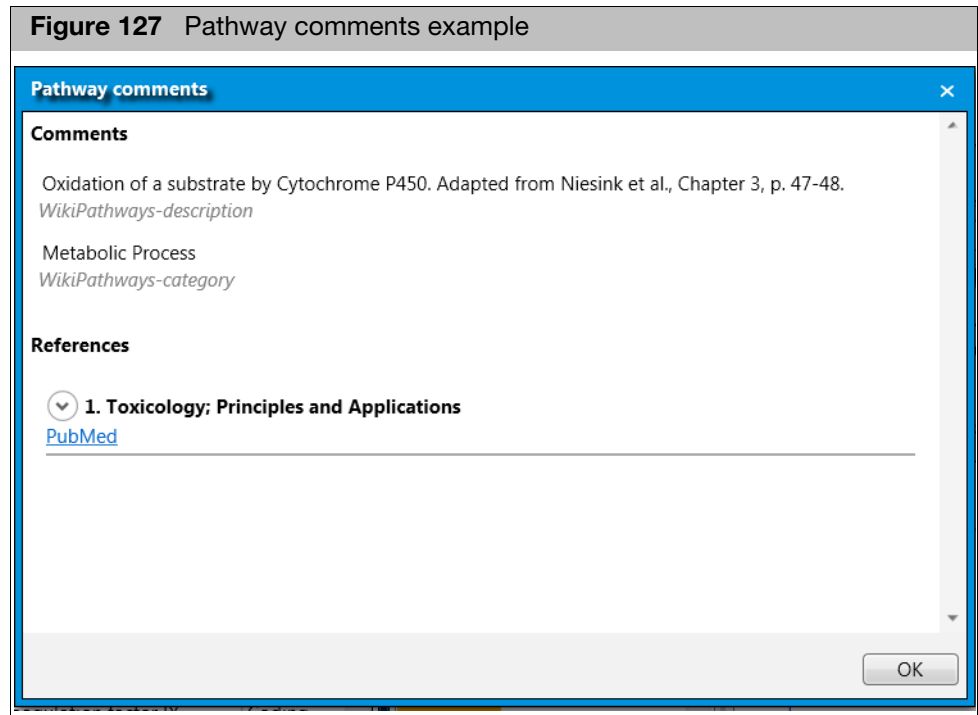 Figure 127 Pathway comments example
Pathway comments
Comments
Oxidation of a substrate by Cytochrome P450. Adapted from Niesink et al., Chapter 3, p. 47-48.
WikiPathways-description
Metabolic Process
WikiPathways-category
References
1. Toxicology; Principles and Applications
PubMed
OK